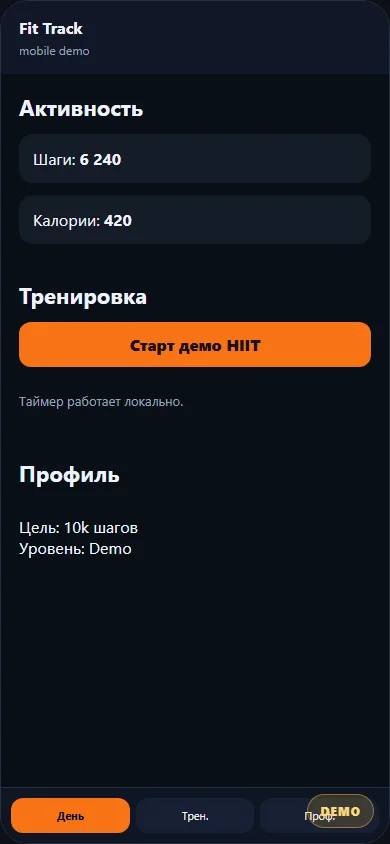 Fit Track
mobile demo
Активность
Шаги: 6 240
Калории: 420
Тренировка
Старт демо HIIT
Таймер работает локально.
Профиль
Цель: 10k шагов
Уровень: Demo
День
Трен.
Проф.
DEMO